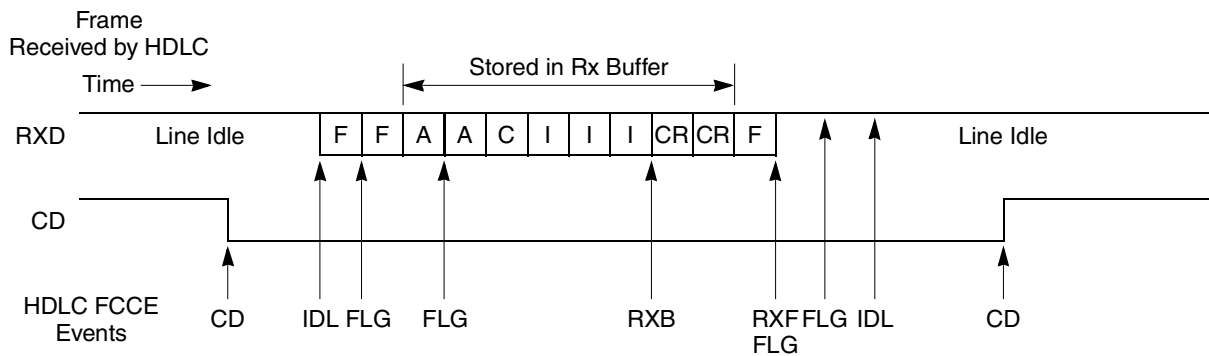 Frame
Received by HDLC
Stored in Rx Buffer
Time
RXD
Line Idle
F F A A C I I I CR CR F
Line Idle
CD
HDLC FCCE
Events
CD
IDL FLG
FLG
RXB
RXF FLG IDL
FLG
CD